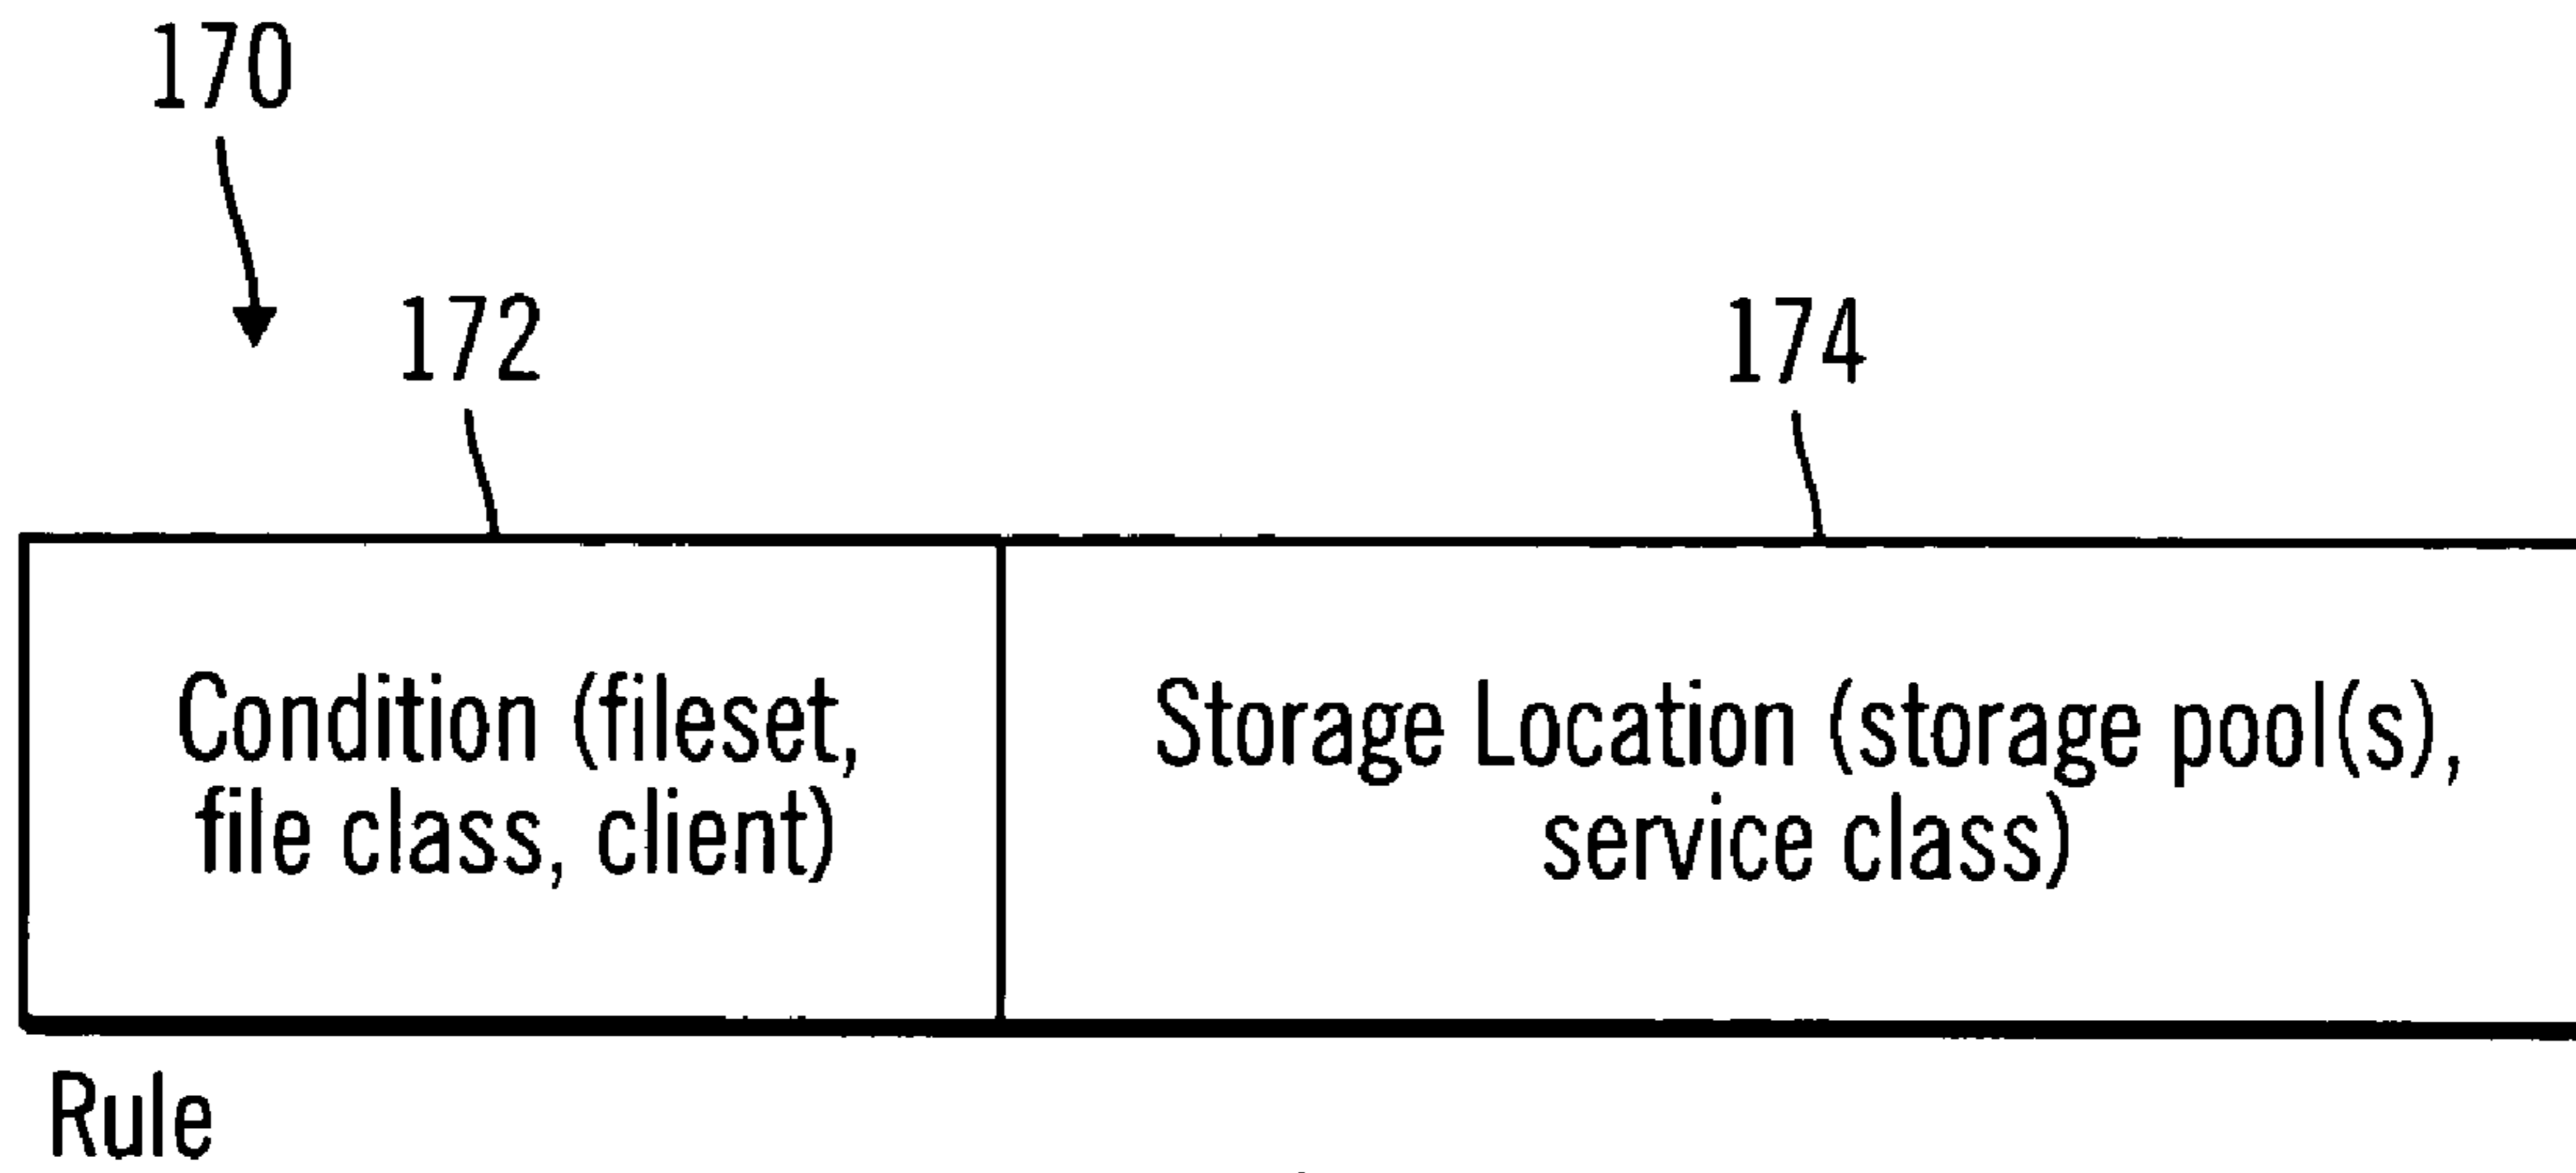 170
172
174
Condition (fileset,
file class, client)
Storage Location (storage pool(s),
service class)
Rule